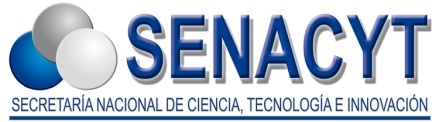 SENACYT
SECRETARÍA NACIONAL DE CIENCIA, TECNOLOGÍA E INNOVACIÓN